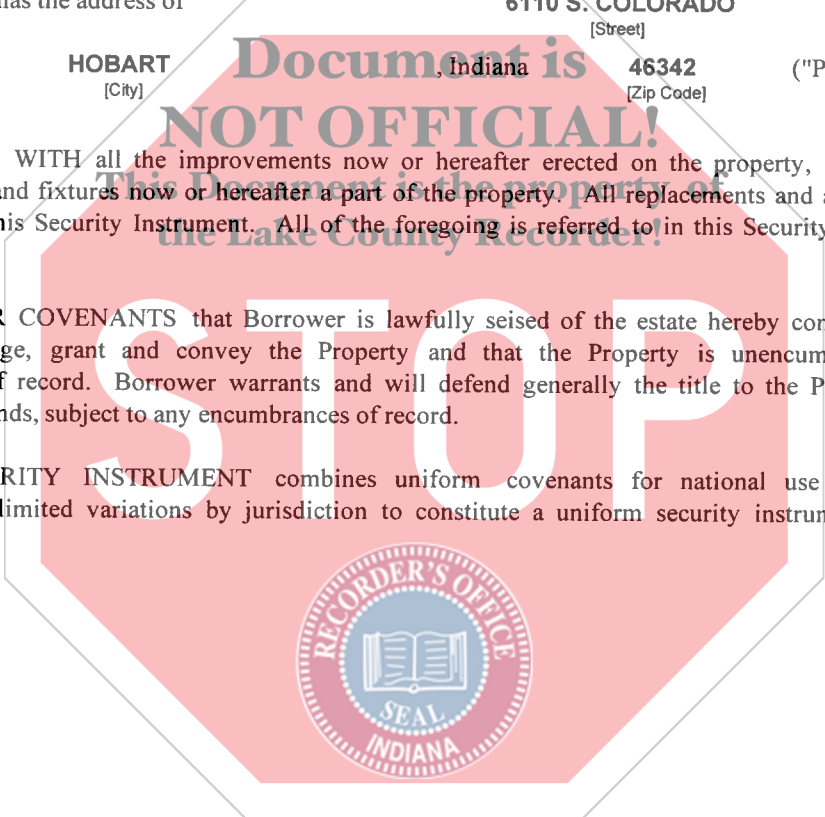 has the address of 6110 S. COLORADO
[Street]
HOBART , Indiana 46342 ("P
[City] [Zip Code]
Document is
NOT OFFICIAL!
This Document is the property of
the Lake County Recorder!
WITH all the improvements now or hereafter erected on the property,
and fixtures now or hereafter a part of the property. All replacements and a
his Security Instrument. All of the foregoing is referred to in this Security
R COVENANTS that Borrower is lawfully seised of the estate hereby con
ge, grant and convey the Property and that the Property is unencum
f record. Borrower warrants and will defend generally the title to the P
nds, subject to any encumbrances of record.
RITY INSTRUMENT combines uniform covenants for national use
limited variations by jurisdiction to constitute a uniform security instrum
STOP
RECORDER'S OFFICE
SEAL
INDIANA